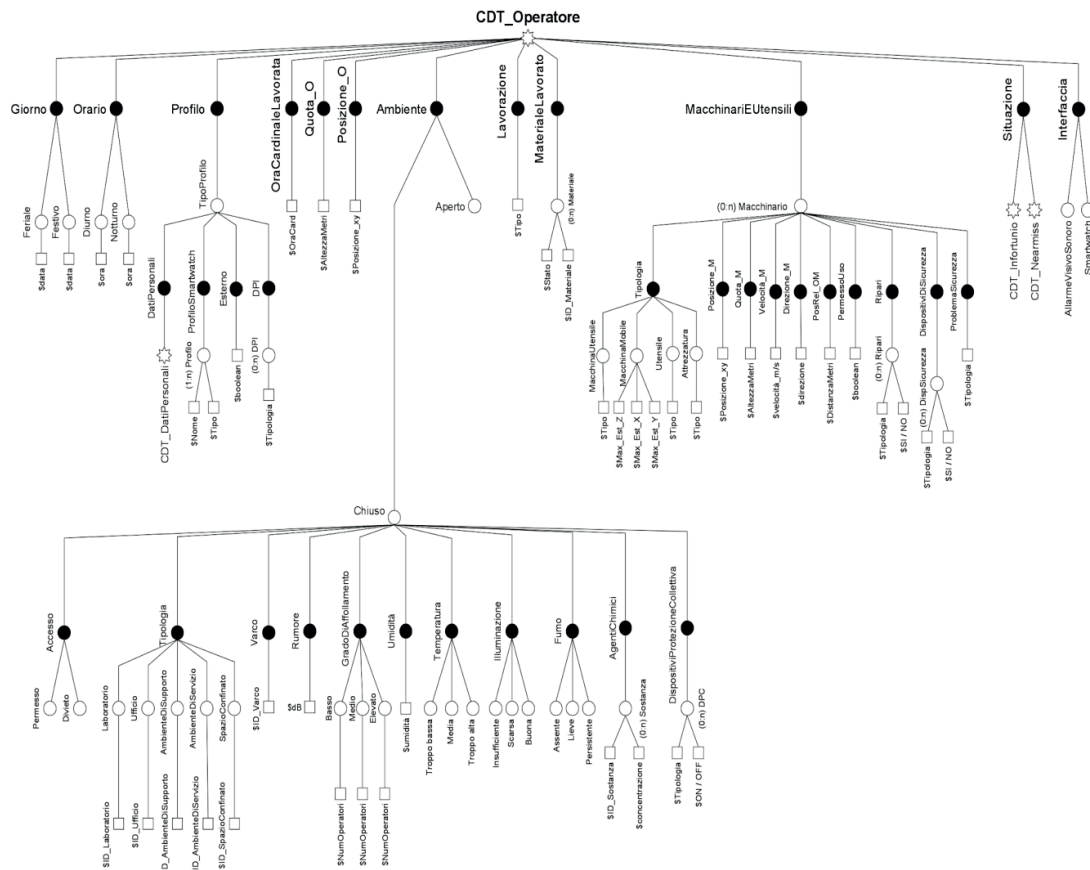 CDT_Operatore
Giorno
Orario
Profilo
OraCardinaleLavorata
Quota_O
Posizione_O
Ambiente
Lavorazione
MaterialeLavorato
MacchinariEUtensili
Situazione
Interfaccia
Feriale
Festivo
Diurno
Notturno
TipoProfilo
Aperto
(0:n) Materiale
(0:n) Macchinario
$data
$data
$ora
$ora
$OraCard
$AltezzaMetri
$Posizione_xy
$Tipo
$Stato
$ID_Materiale
CDT_Infortunio
CDT_Nearmiss
AllarmeVisivoSonoro
Smartwatch
DatiPersonali
ProfiloSmartwatch
Esterno
DPI
Tipologia
Posizione_M
Quota_M
Velocità_M
Direzione_M
PosRel_OM
PermessoUso
Ripari
DispositiviDiSicurezza
ProblemaSicurezza
CDT_DatiPersonali
(1:n) Profilo
$boolean
(0:n) DPI
$Nome
$Tipo
$Tipologia
MacchinaUtensile
MacchinaMobile
Utensile
Attrezzatura
$Posizione_xy
$AltezzaMetri
$velocità_m/s
$direzione
$DistanzaMetri
$boolean
(0:n) Ripari
(0:n) DispSicurezza
$Tipologia
$Tipo
$Max_Est_Z
$Max_Est_X
$Max_Est_Y
$Tipo
$Tipo
$Tipologia
$SI / NO
$Tipologia
$SI / NO
Chiuso
Accesso
Tipologia
Varco
Rumore
GradoDiAffollamento
Umidità
Temperatura
Illuminazione
Fumo
AgentiChimici
DispositiviProtezioneCollettiva
Permesso
Divieto
Laboratorio
Ufficio
AmbienteDiSupporto
AmbienteDiServizio
SpazioConfinato
$ID_Varco
$dB
Basso
Medio
Elevato
$umidità
Troppo bassa
Media
Troppo alta
Insufficiente
Scarsa
Buona
Assente
Lieve
Persistente
(0:n) Sostanza
(0:n) DPC
$ID_Sostanza
$concentrazione
$Tipologia
$ON / OFF
$ID_Laboratorio
$ID_Ufficio
D_AmbienteDiSupporto
ID_AmbienteDiServizio
$ID_SpazioConfinato
$NumOperatori
$NumOperatori
$NumOperatori